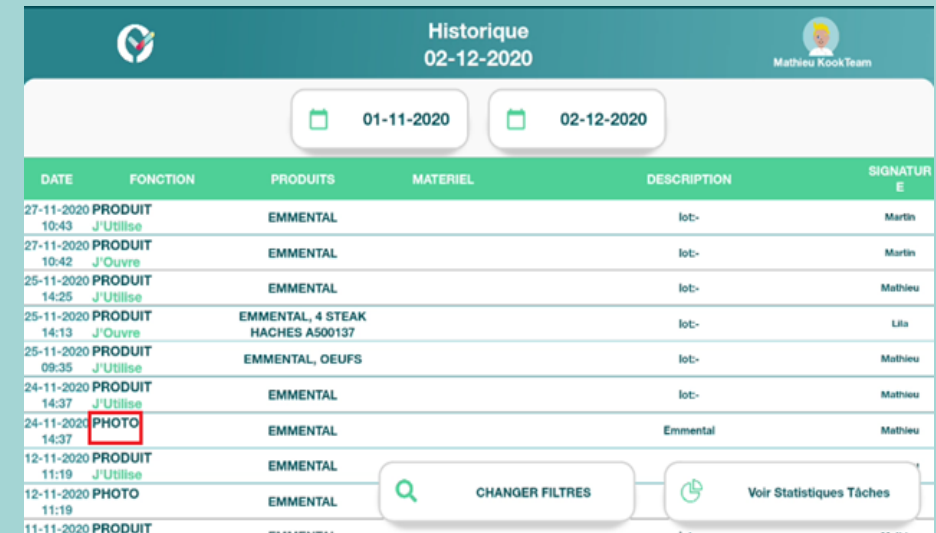 Historique
02-12-2020
Mathieu KookTeam
01-11-2020 02-12-2020
DATE FONCTION PRODUITS MATERIEL DESCRIPTION SIGNATUR
E
27-11-2020 PRODUIT EMMENTAL lot:- Martin
10:43 J'Utilise
27-11-2020 PRODUIT EMMENTAL lot:- Martin
10:42 J'Ouvre
25-11-2020 PRODUIT EMMENTAL lot:- Mathieu
14:25 J'Utilise
25-11-2020 PRODUIT EMMENTAL, 4 STEAK lot:- Lila
14:13 J'Ouvre HACHES A500137
25-11-2020 PRODUIT EMMENTAL, OEUFS lot:- Mathieu
09:35 J'Utilise
24-11-2020 PRODUIT EMMENTAL lot:- Mathieu
14:37 J'Utilise
24-11-2020 PHOTO EMMENTAL Emmental Mathieu
14:37
12-11-2020 PRODUIT EMMENTAL
11:19 J'Utilise
12-11-2020 PHOTO EMMENTAL
11:19
CHANGER FILTRES Voir Statistiques Tâches
11-11-2020 PRODUIT